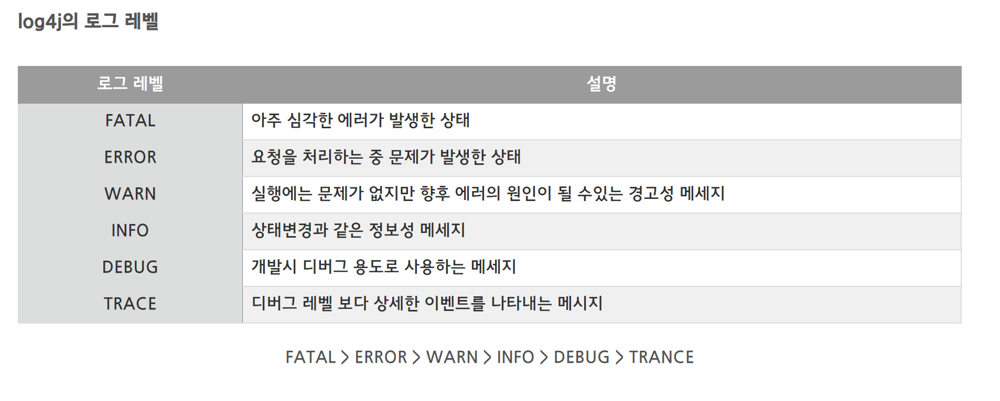 log4j의 로그 레벨
로그 레벨 설명
FATAL 아주 심각한 에러가 발생한 상태
ERROR 요청을 처리하는 중 문제가 발생한 상태
WARN 실행에는 문제가 없지만 향후 에러의 원인이 될 수있는 경고성 메세지
INFO 상태변경과 같은 정보성 메세지
DEBUG 개발시 디버그 용도로 사용하는 메세지
TRACE 디버그 레벨 보다 상세한 이벤트를 나타내는 메시지
FATAL > ERROR > WARN > INFO > DEBUG > TRANCE